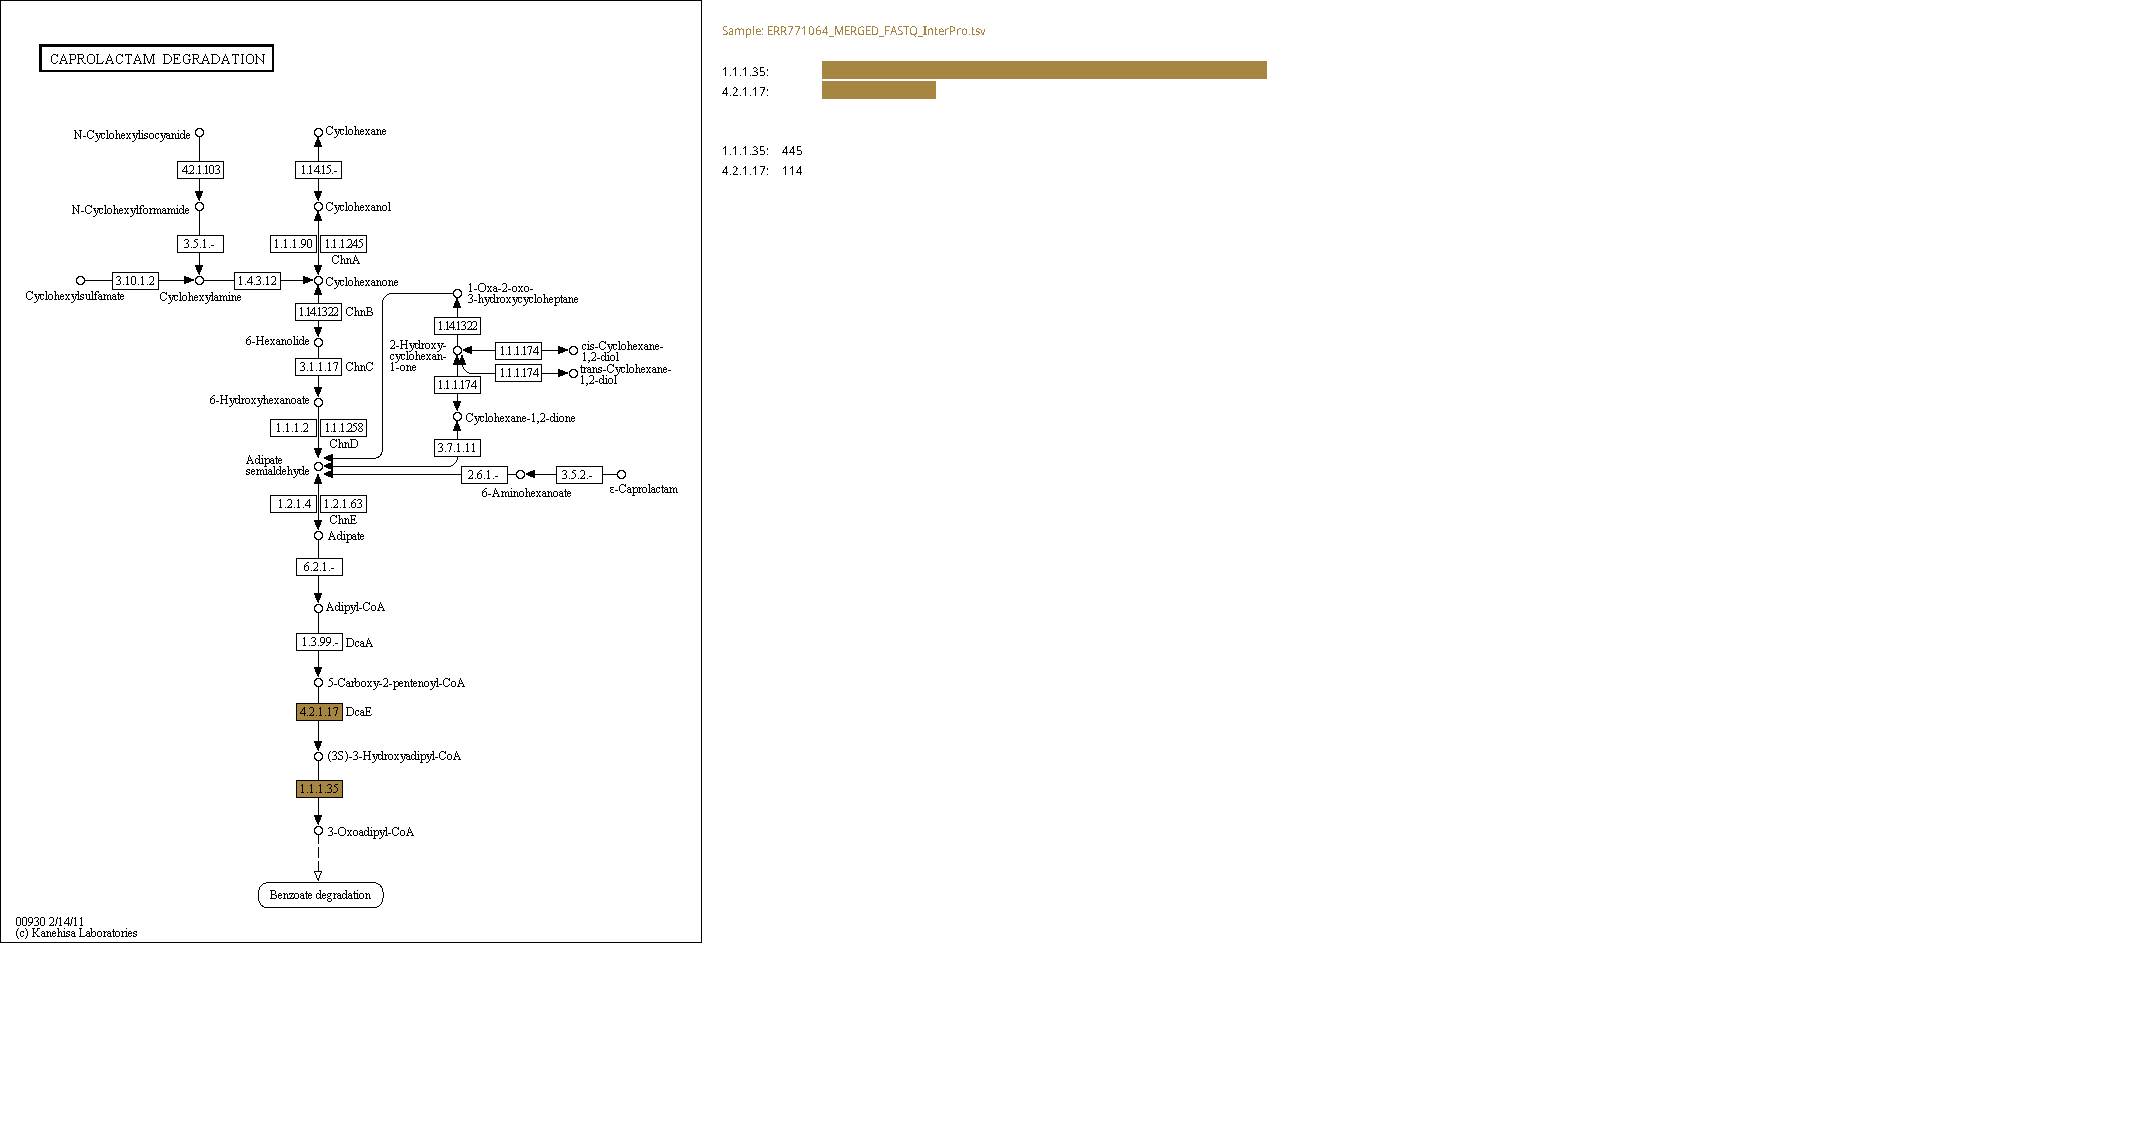 CAPROLACTAM DEGRADATION
Sample: ERR771064_MERGED_FASTQ_InterPro.tsv
1.1.1.35:
4.2.1.17:
1.1.1.35: 445
4.2.1.17: 114
N-Cyclohexylisocyanide
Cyclohexane
4.2.1.103
1.14.15.-
N-Cyclohexylformamide
Cyclohexanol
3.5.1.-
1.1.1.90
1.1.1.245
ChnA
3.10.1.2
1.4.3.12
Cyclohexanone
Cyclohexylsulfamate
Cyclohexylamine
1.14.13.22
ChnB
6-Hexanolide
3.1.1.17
ChnC
6-Hydroxyhexanoate
1.1.1.2
1.1.1.258
ChnD
Adipate
semialdehyde
1-Oxa-2-oxo-
3-hydroxycycloheptane
1.14.13.22
2-Hydroxy-
cyclohexan-
1-one
1.1.1.174
cis-Cyclohexane-
1,2-diol
1.1.1.174
trans-Cyclohexane-
1,2-diol
1.1.1.174
Cyclohexane-1,2-dione
3.7.1.11
2.6.1.-
3.5.2.-
6-Aminohexanoate
ε-Caprolactam
1.2.1.4
1.2.1.63
ChnE
Adipate
6.2.1.-
Adipyl-CoA
1.3.99.-
DcaA
5-Carboxy-2-pentenoyl-CoA
4.2.1.17
DcaE
(3S)-3-Hydroxyadipyl-CoA
1.1.1.35
3-Oxoadipyl-CoA
Benzoate degradation
00930 2/14/11
(c) Kanehisa Laboratories